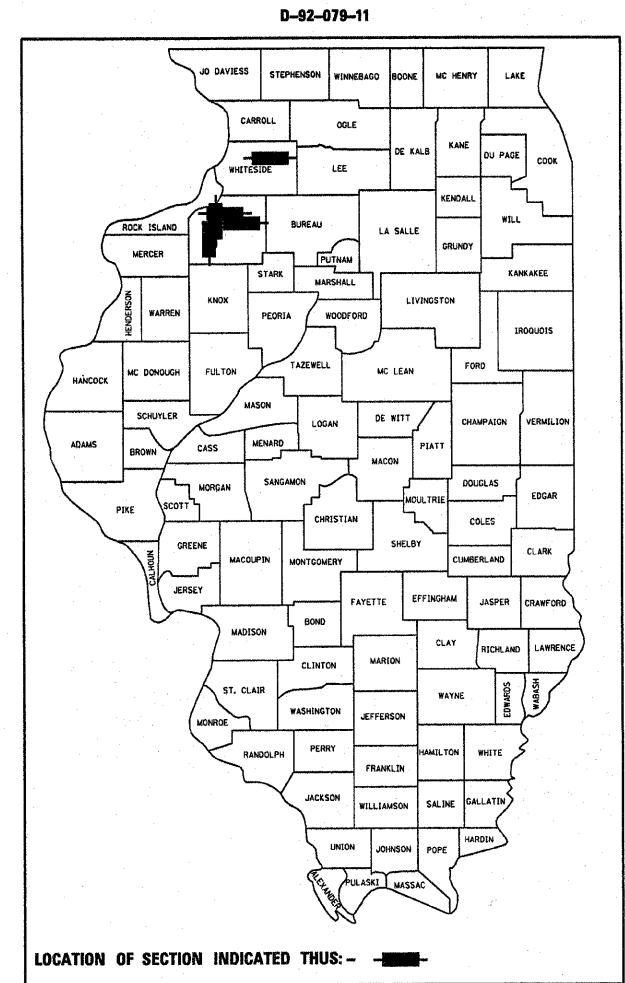 D-92-079-11
JO DAVIESS STEPHENSON WINNEBAGO BOONE MC HENRY LAKE
CARROLL OGLE DE KALB KANE DU PAGE COOK
WHITESIDE LEE
KENDALL WILL
ROCK ISLAND BUREAU LA SALLE GRUNDY
MERCER PUTNAM KANKAKEE
STARK MARSHALL
HENDERSON WARREN KNOX PEORIA WOODFORD LIVINGSTON IROQUOIS
HANCOCK MC DONOUGH FULTON TAZEWELL MC LEAN FORD
MASON
SCHUYLER LOGAN DE WITT CHAMPAIGN VERMILION
ADAMS BROWN CASS MENARD MACON PIATT
MORGAN SANGAMON DOUGLAS EDGAR
PIKE SCOTT CHRISTIAN MOULTRIE COLES
GREENE MACOUPIN MONTGOMERY SHELBY CUMBERLAND CLARK
CALHOUN JERSEY FAYETTE EFFINGHAM JASPER CRAWFORD
MADISON BOND
CLAY RICHLAND LAWRENCE
CLINTON MARION
ST. CLAIR WAYNE EDWARDS WABASH
WASHINGTON JEFFERSON
MONROE
RANDOLPH PERRY HAMILTON WHITE
FRANKLIN
JACKSON WILLIAMSON SALINE GALLATIN
UNION JOHNSON POPE HARDIN
ALEXANDER PULASKI MASSAC
LOCATION OF SECTION INDICATED THUS: -